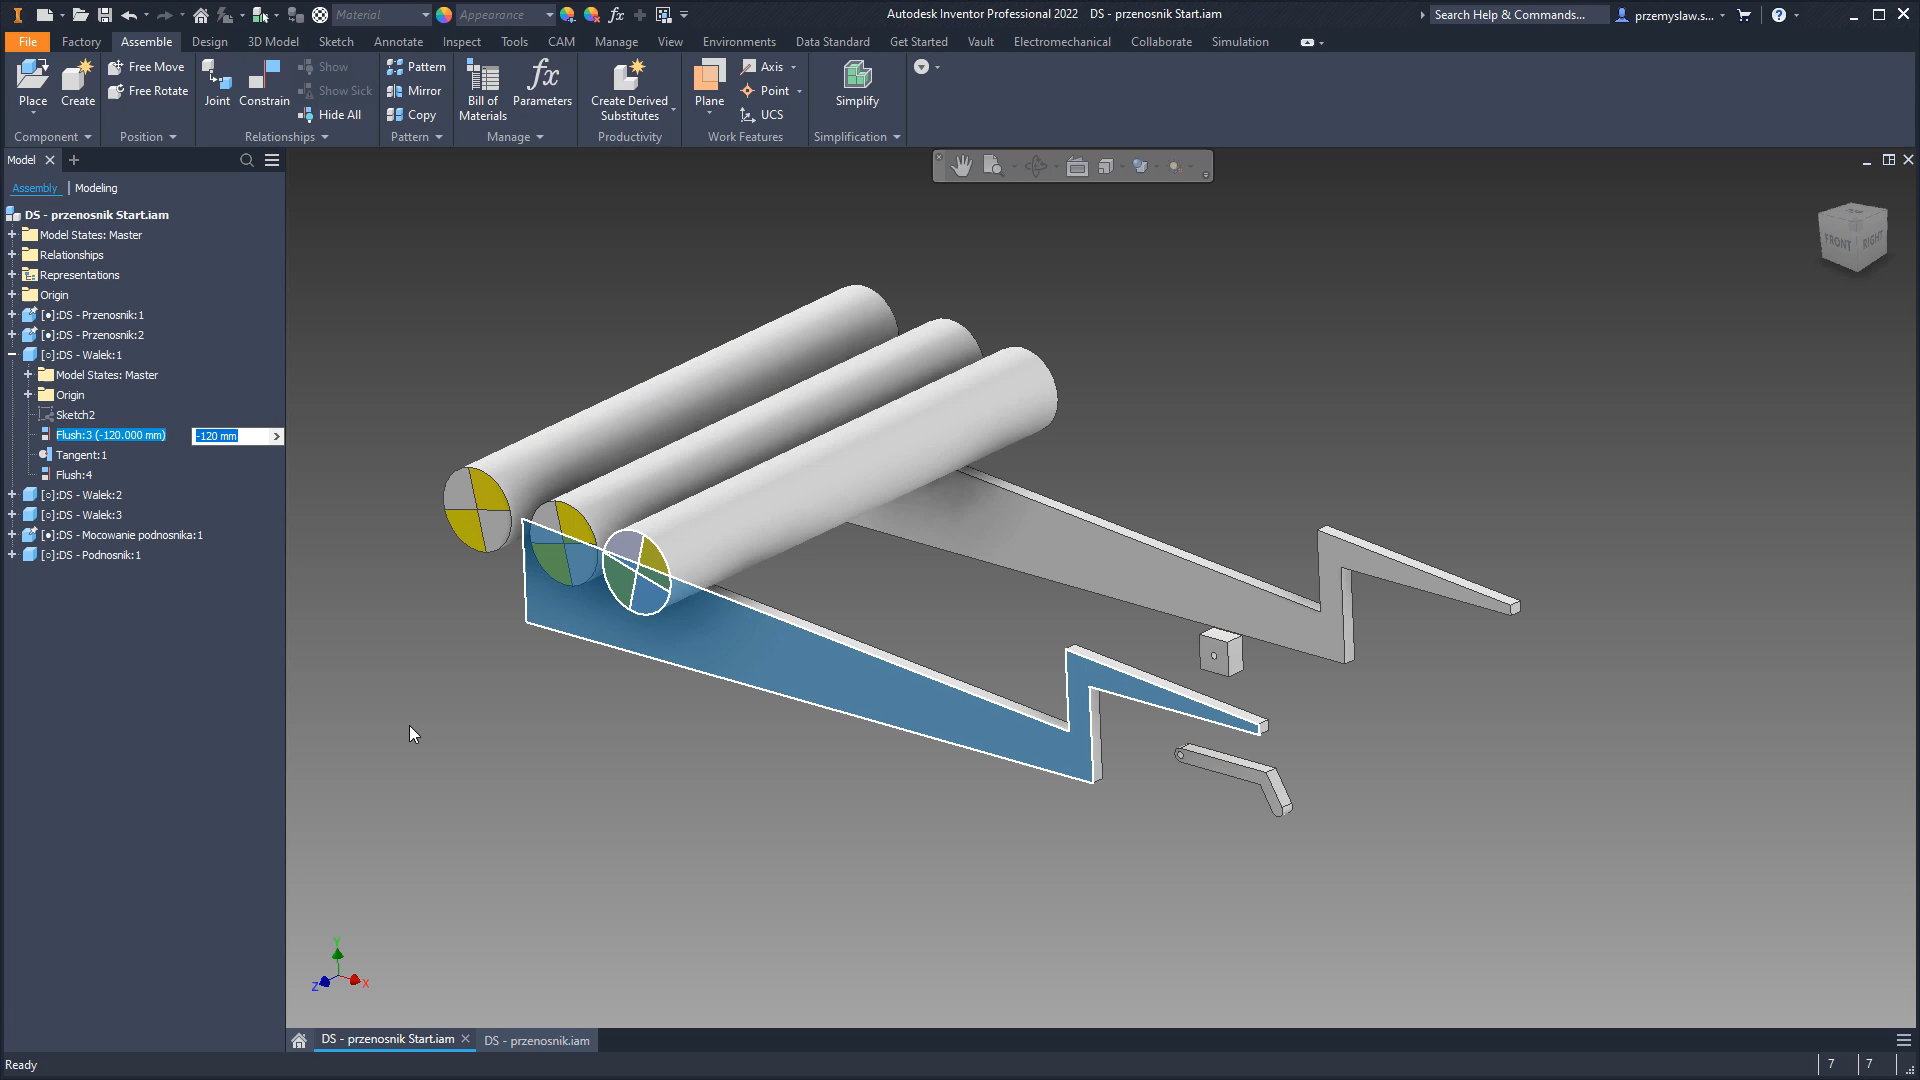 Material
Appearance
Autodesk Inventor Professional 2022 DS - przenosnik Start.iam
Search Help & Commands...
przemyslaw.s...
File Factory Assemble Design 3D Model Sketch Annotate Inspect Tools CAM Manage View Environments Data Standard Get Started Vault Electromechanical Collaborate Simulation
Place
Create
Free Move
Free Rotate
Joint
Constrain
Show
Show Sick
Hide All
Pattern
Mirror
Copy
Bill of
Materials
Parameters
Create Derived
Substitutes
Plane
Axis
Point
UCS
Simplify
Component Position Relationships Pattern Manage Productivity Work Features Simplification
Model
Assembly | Modeling
DS - przenosnik Start.iam
Model States: Master
Relationships
Representations
Origin
[●]:DS - Przenosnik:1
[●]:DS - Przenosnik:2
[○]:DS - Walek:1
Model States: Master
Origin
Sketch2
Flush:3 (-120.000 mm)
-120 mm
Tangent:1
Flush:4
[○]:DS - Walek:2
[○]:DS - Walek:3
[●]:DS - Mocowanie podnosnika:1
[○]:DS - Podnosnik:1
FRONT
RIGHT
Y
Z
X
DS - przenosnik Start.iam
DS - przenosnik.iam
Ready
7
7